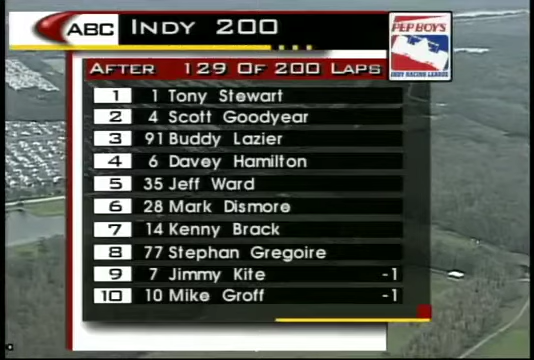 ABC INDY 200
PEP BOYS
INDY RACING LEAGUE
AFTER 129 OF 200 LAPS
1 1 Tony Stewart
2 4 Scott Goodyear
3 91 Buddy Lazier
4 6 Davey Hamilton
5 35 Jeff Ward
6 28 Mark Dismore
7 14 Kenny Brack
8 77 Stephan Gregoire
9 7 Jimmy Kite -1
10 10 Mike Groff -1